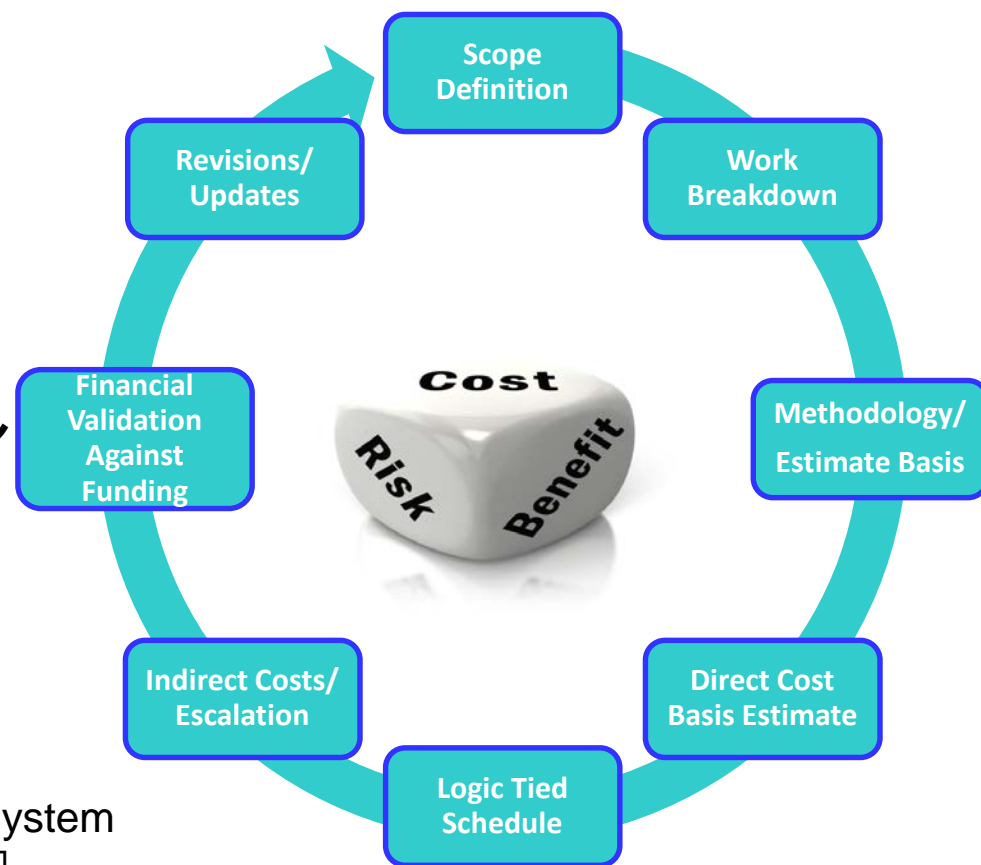 Scope
Definition
Work
Breakdown
Methodology/
Estimate Basis
Direct Cost
Basis Estimate
Logic Tied
Schedule
Indirect Costs/
Escalation
Financial
Validation
Against
Funding
Revisions/
Updates
Cost
Risk
Benefit